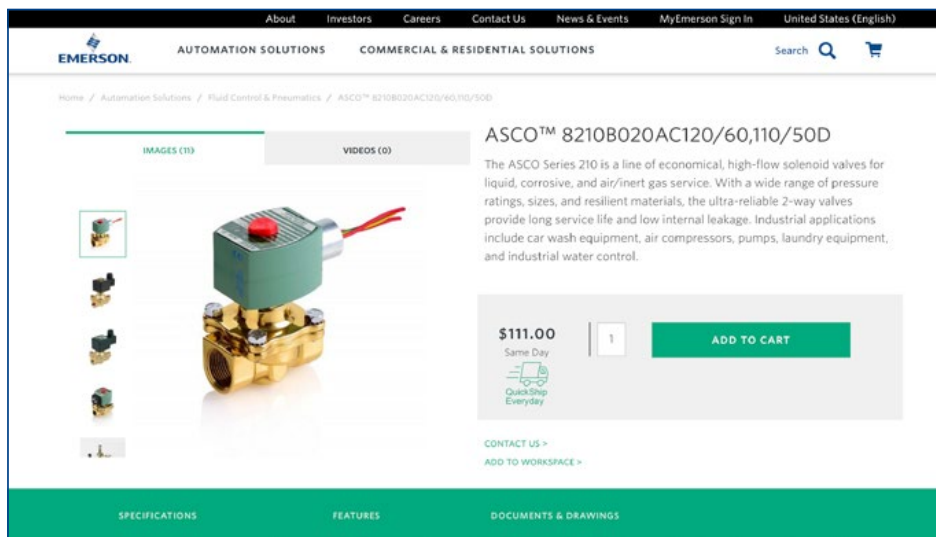 About Investors Careers Contact Us News & Events MyEmerson Sign In United States (English)
EMERSON
AUTOMATION SOLUTIONS COMMERCIAL & RESIDENTIAL SOLUTIONS
Search
Home / Automation Solutions / Fluid Control & Pneumatics / ASCO™ 8210B020AC120/60,110/50D
IMAGES (11)
VIDEOS (0)
ASCO™ 8210B020AC120/60,110/50D
The ASCO Series 210 is a line of economical, high-flow solenoid valves for
liquid, corrosive, and air/inert gas service. With a wide range of pressure
ratings, sizes, and resilient materials, the ultra-reliable 2-way valves
provide long service life and low internal leakage. Industrial applications
include car wash equipment, air compressors, pumps, laundry equipment,
and industrial water control.
$111.00
Same Day
QuickShip
Everyday
1
ADD TO CART
CONTACT US >
ADD TO WORKSPACE >
SPECIFICATIONS FEATURES DOCUMENTS & DRAWINGS